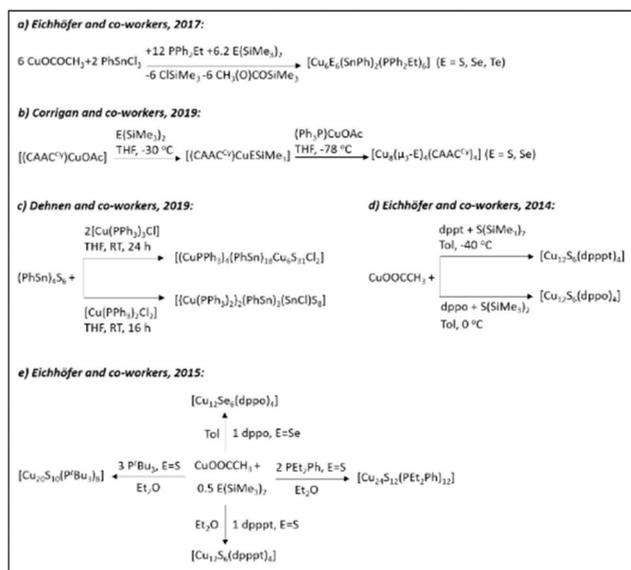 a) Eichhöfer and co-workers, 2017:
6 CuOCOCH₃+2 PhSnCl₃ +12 PPh₂Et +6.2 E(SiMe₃)₂ [Cu₆E₆(SnPh)₂(PPh₂Et)₆] (E = S, Se, Te)
-6 ClSiMe₃-6 CH₃(O)COSiMe₃
b) Corrigan and co-workers, 2019:
E(SiMe₃)₂ (Ph₃P)CuOAc
[(CAACᶜʸ)CuOAc] THF, -30 °C [(CAACᶜʸ)CuESiMe₃] THF, -78 °C [Cu₈(μ₃-E)₄(CAACᶜʸ)₄] (E = S, Se)
c) Dehnen and co-workers, 2019:
2[Cu(PPh₃)₃Cl]
THF, RT, 24 h
[(CuPPh₃)₄(PhSn)₁₈Cu₆S₃₁Cl₂]
(PhSn)₄S₆ +
[{Cu(PPh₃)₂}₂(PhSn)₂(SnCl)S₈]
[Cu(PPh₃)₂Cl₂]
THF, RT, 16 h
d) Eichhöfer and co-workers, 2014:
dppt + S(SiMe₃)₂
Tol, -40 °C
[Cu₁₂S₆(dpppt)₄]
CuOOCCH₃ +
[Cu₁₂S₆(dppo)₄]
dppo + S(SiMe₃)₂
Tol, 0 °C
e) Eichhöfer and co-workers, 2015:
[Cu₁₂Se₆(dppo)₄]
Tol 1 dppo, E=Se
[Cu₂₀S₁₀(PᵗBu₃)₈] 3 PᵗBu₃, E=S CuOOCCH₃ + 2 PEt₂Ph, E=S [Cu₂₄S₁₂(PEt₂Ph)₁₂]
Et₂O 0.5 E(SiMe₃)₂ Et₂O
Et₂O 1 dpppt, E=S
[Cu₁₂S₆(dpppt)₄]